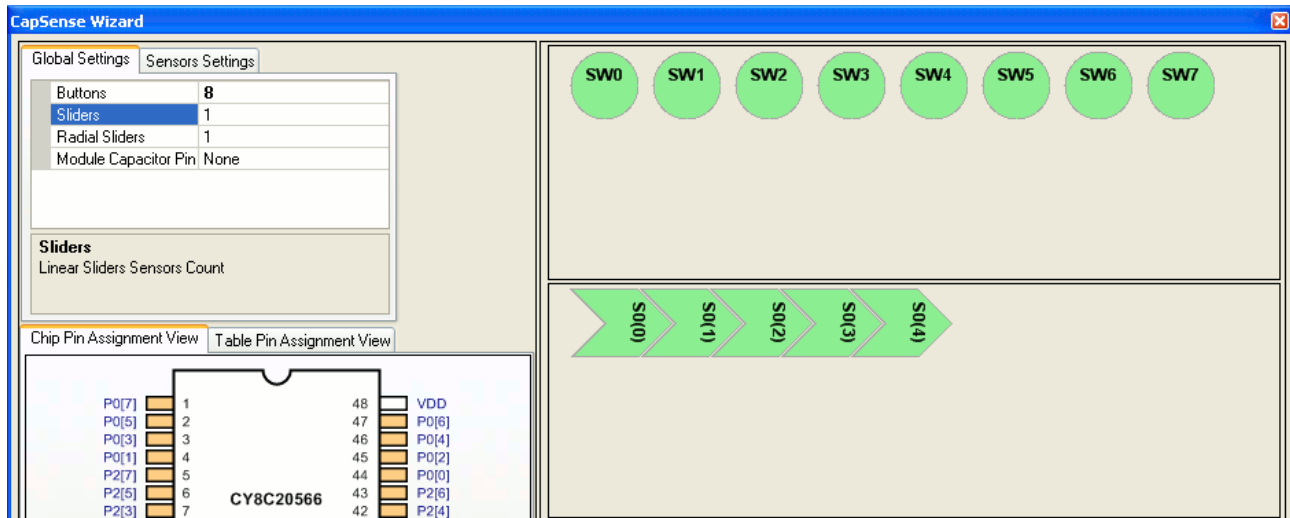 CapSense Wizard
Global Settings Sensors Settings
Buttons 8
Sliders 1
Radial Sliders 1
Module Capacitor Pin None
Sliders
Linear Sliders Sensors Count
Chip Pin Assignment View Table Pin Assignment View
P0[7] 1 48 VDD
P0[5] 2 47 P0[6]
P0[3] 3 46 P0[4]
P0[1] 4 45 P0[2]
P2[7] 5 44 P0[0]
P2[5] 6 43 P2[6]
P2[3] 7 42 P2[4]
CY8C20566
SW0 SW1 SW2 SW3 SW4 SW5 SW6 SW7
S0(0) S0(1) S0(2) S0(3) S0(4)